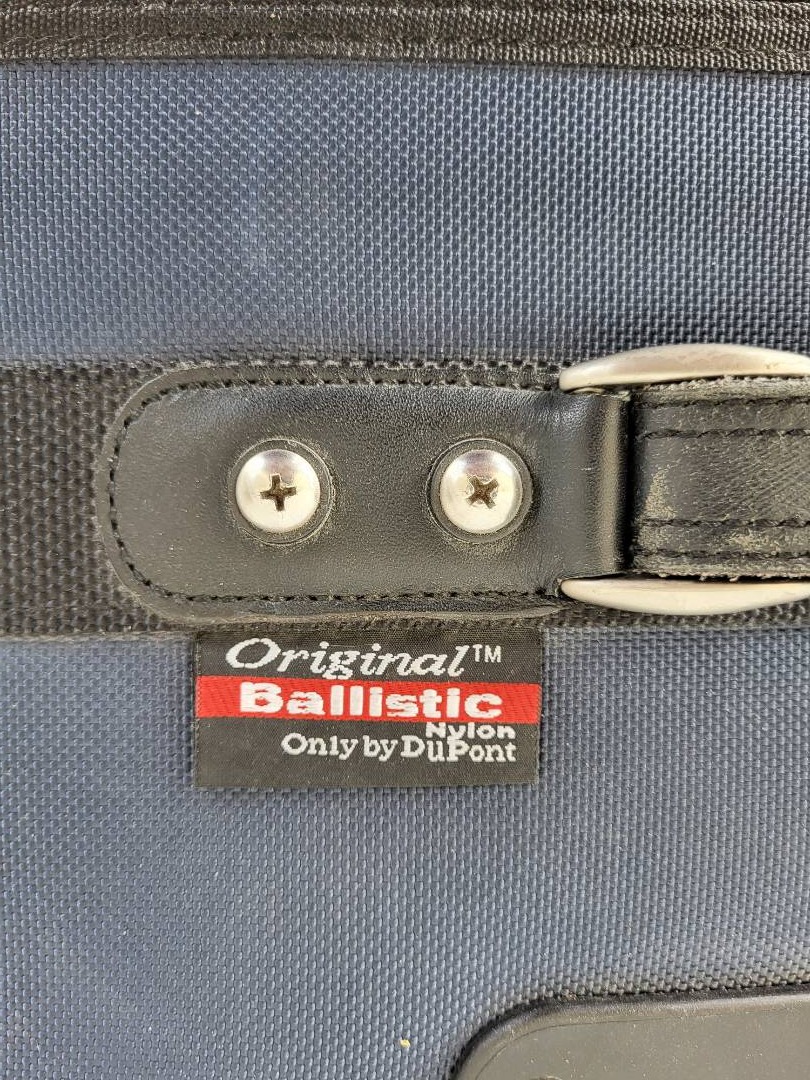 Original™
Ballistic
Nylon
Only by DuPont